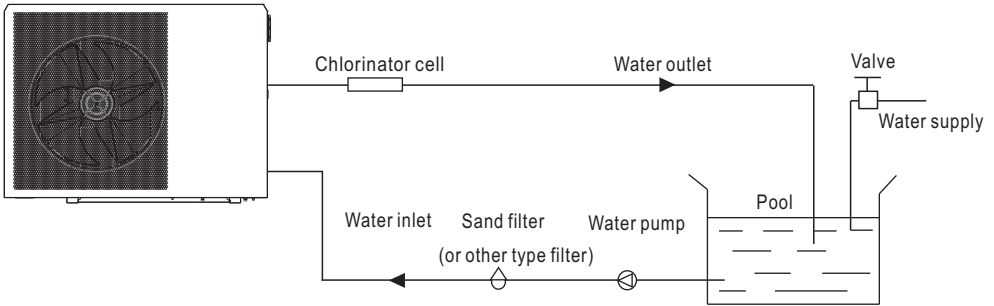 Chlorinator cell
Water outlet
Valve
Water supply
Pool
Water inlet
Sand filter
(or other type filter)
Water pump